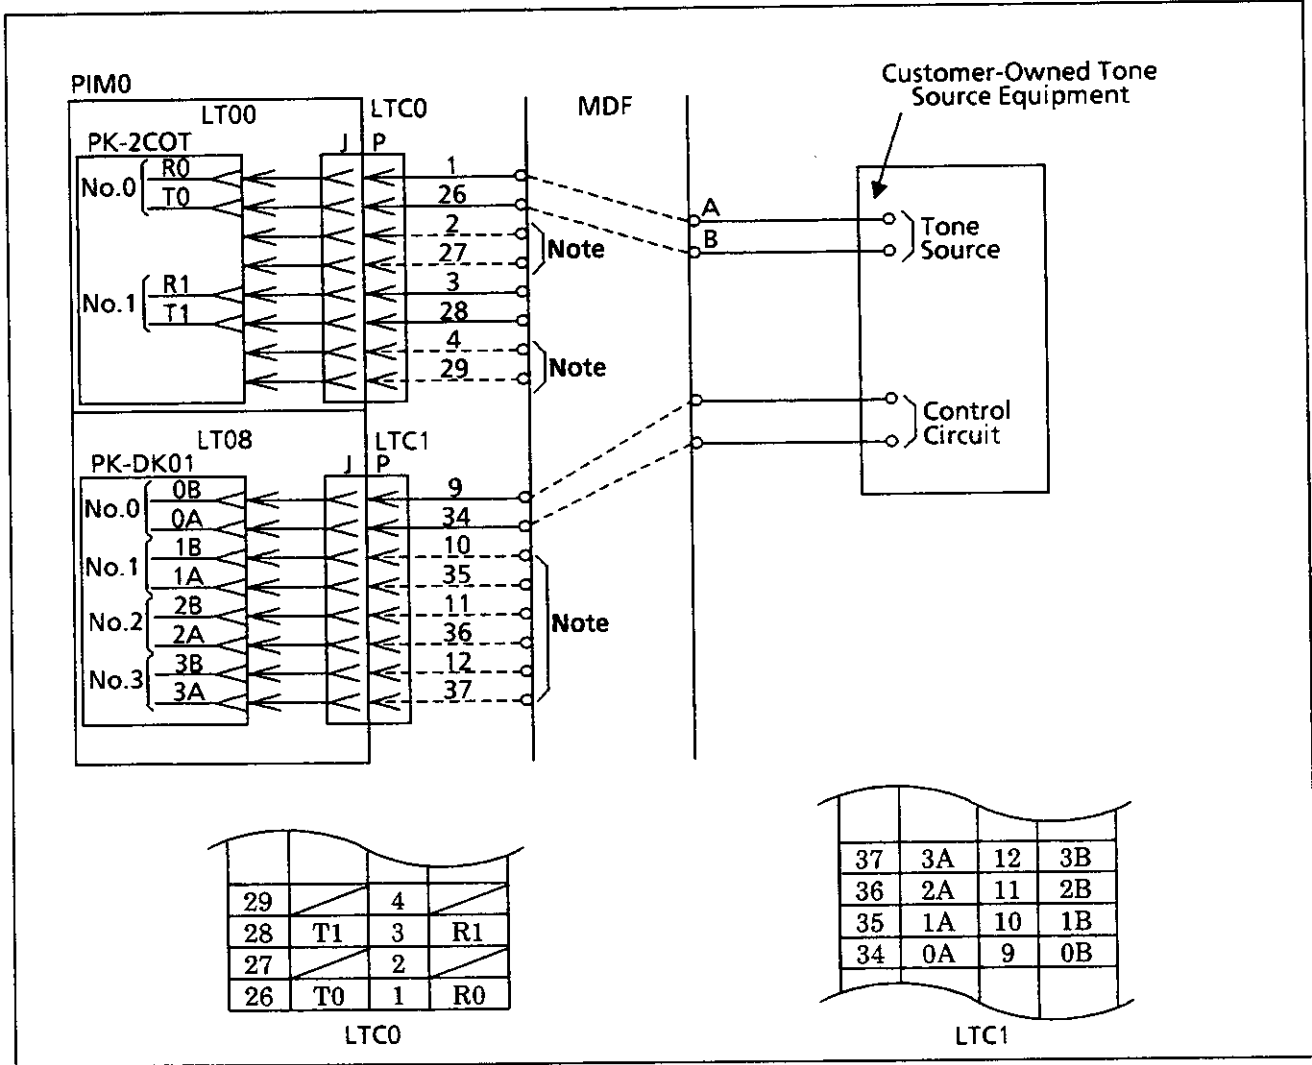 Customer-Owned Tone
Source Equipment
PIM0
LT00
LTC0
MDF
PK-2COT
J
P
No.0
R0
T0
1
26
2
27
Note
No.1
R1
T1
3
28
4
29
Note
A
B
Tone
Source
Control
Circuit
LT08
LTC1
PK-DK01
J
P
No.0
0B
0A
9
34
No.1
1B
1A
10
35
No.2
2B
2A
11
36
No.3
3B
3A
12
37
Note
29 4
28 T1 3 R1
27 2
26 T0 1 R0
LTC0
37 3A 12 3B
36 2A 11 2B
35 1A 10 1B
34 0A 9 0B
LTC1